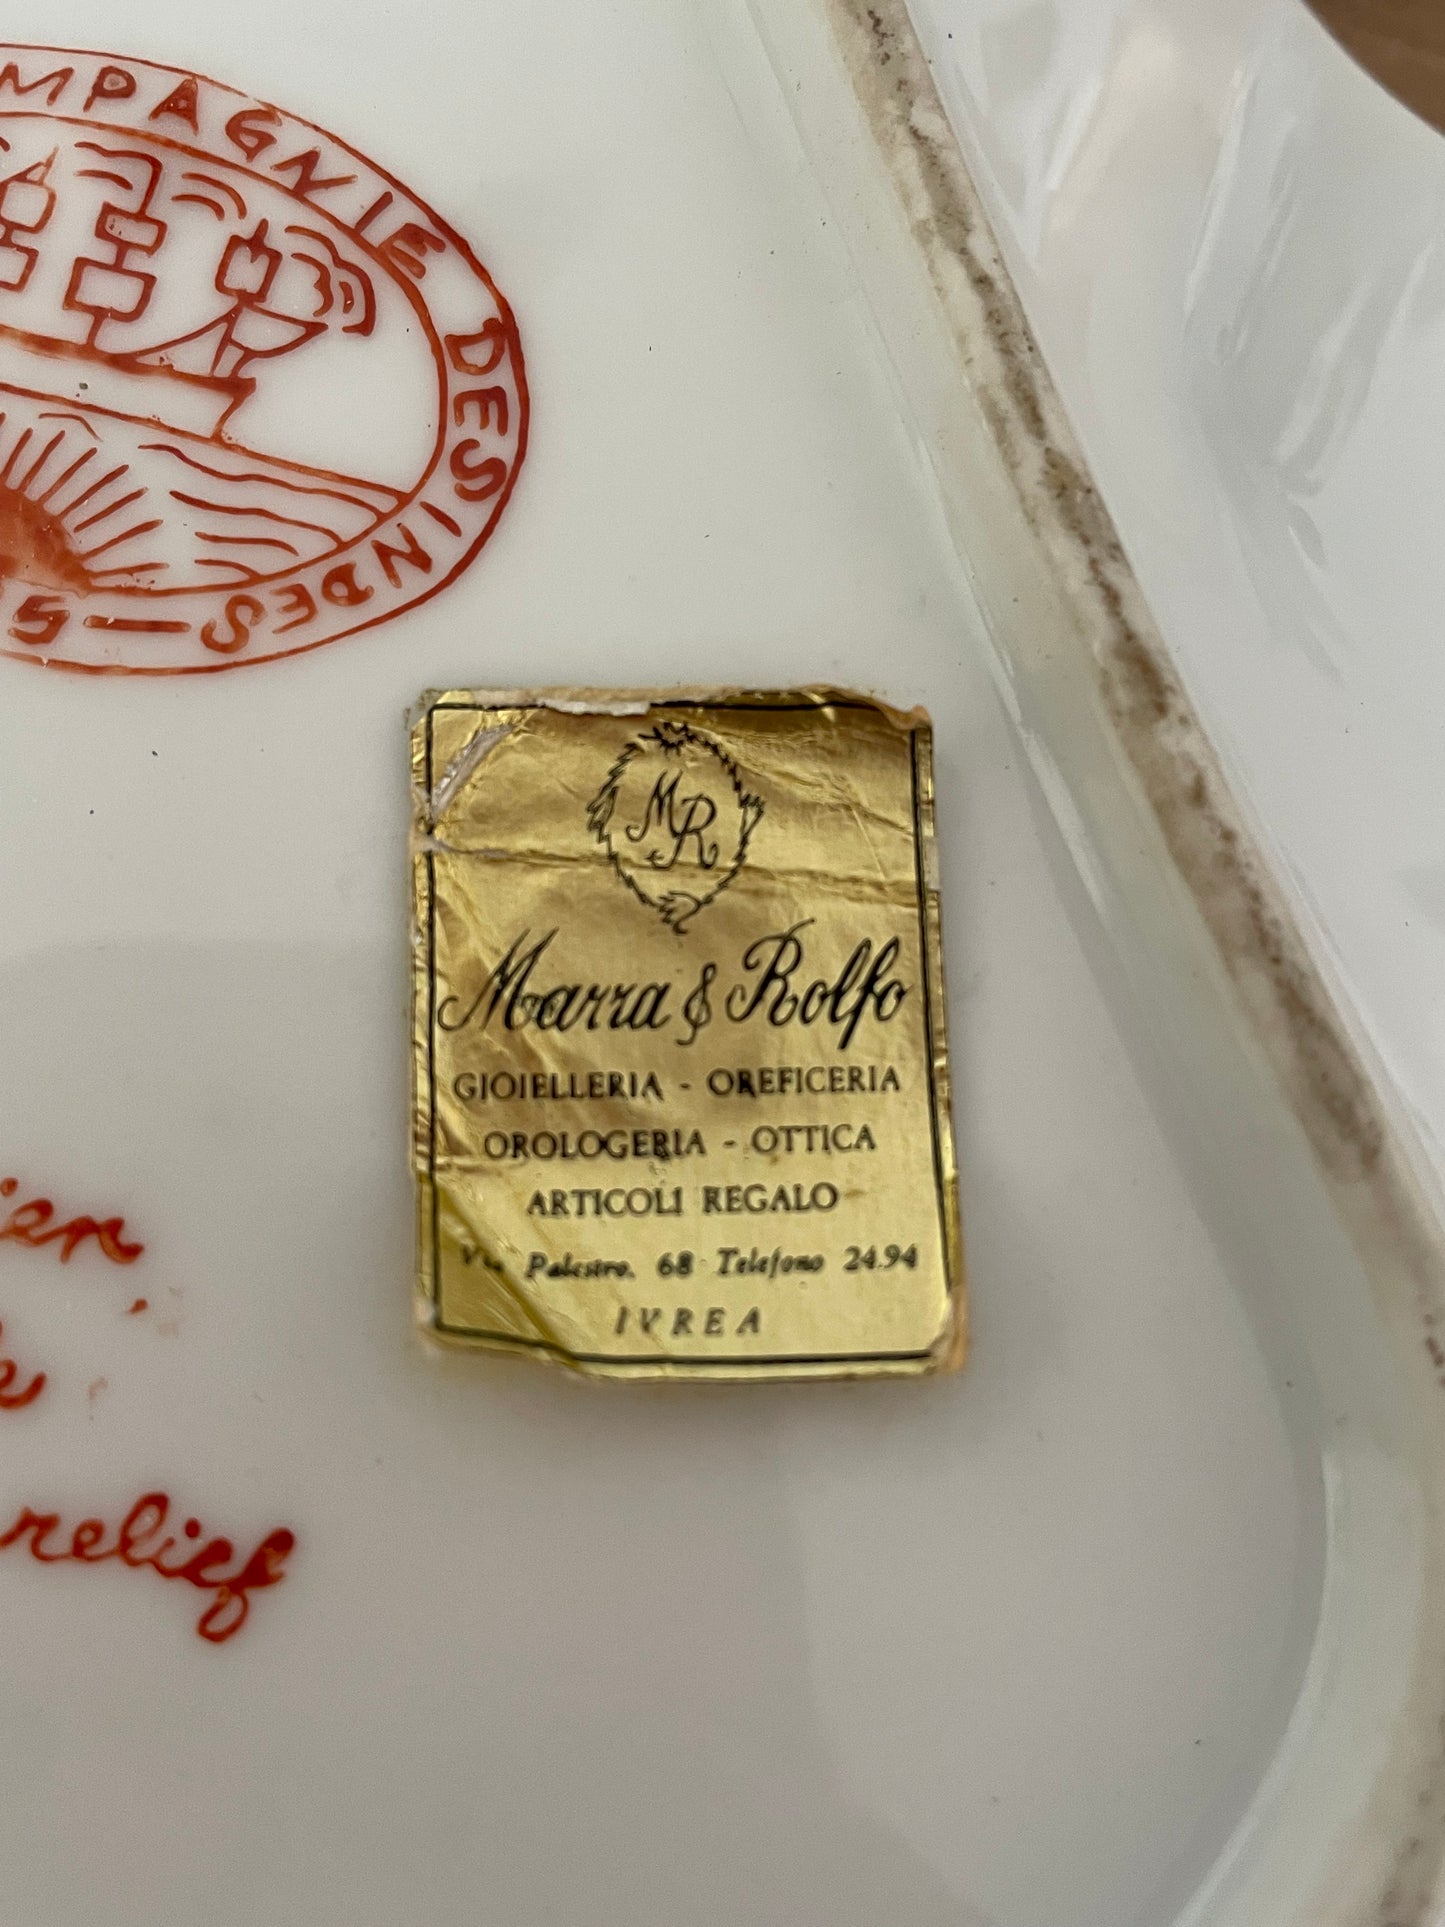 MPAGNIE DES INDES
MR
Marra & Rolfo
GIOIELLERIA - OREFICERIA
OROLOGERIA - OTTICA
ARTICOLI REGALO
Via Palestro, 68 Telefono 24.94
IVREA
relief